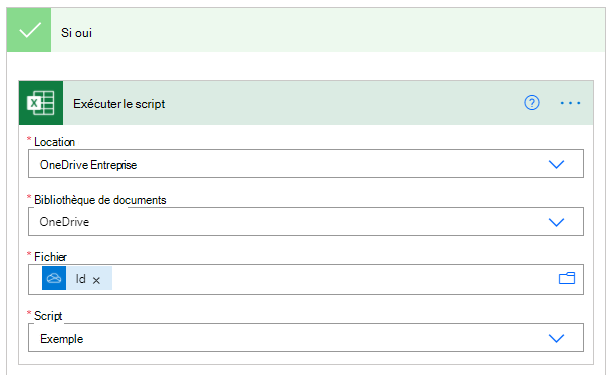 Si oui
Exécuter le script
* Location
OneDrive Entreprise
* Bibliothèque de documents
OneDrive
* Fichier
Id ×
* Script
Exemple